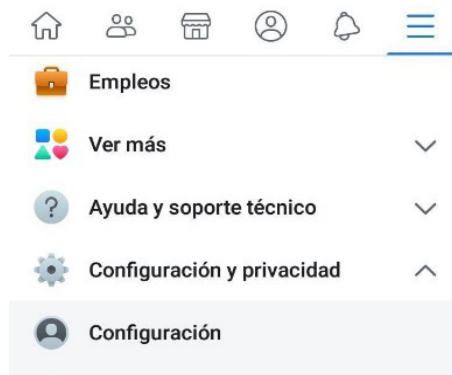 Empleos
Ver más
Ayuda y soporte técnico
Configuración y privacidad
Configuración